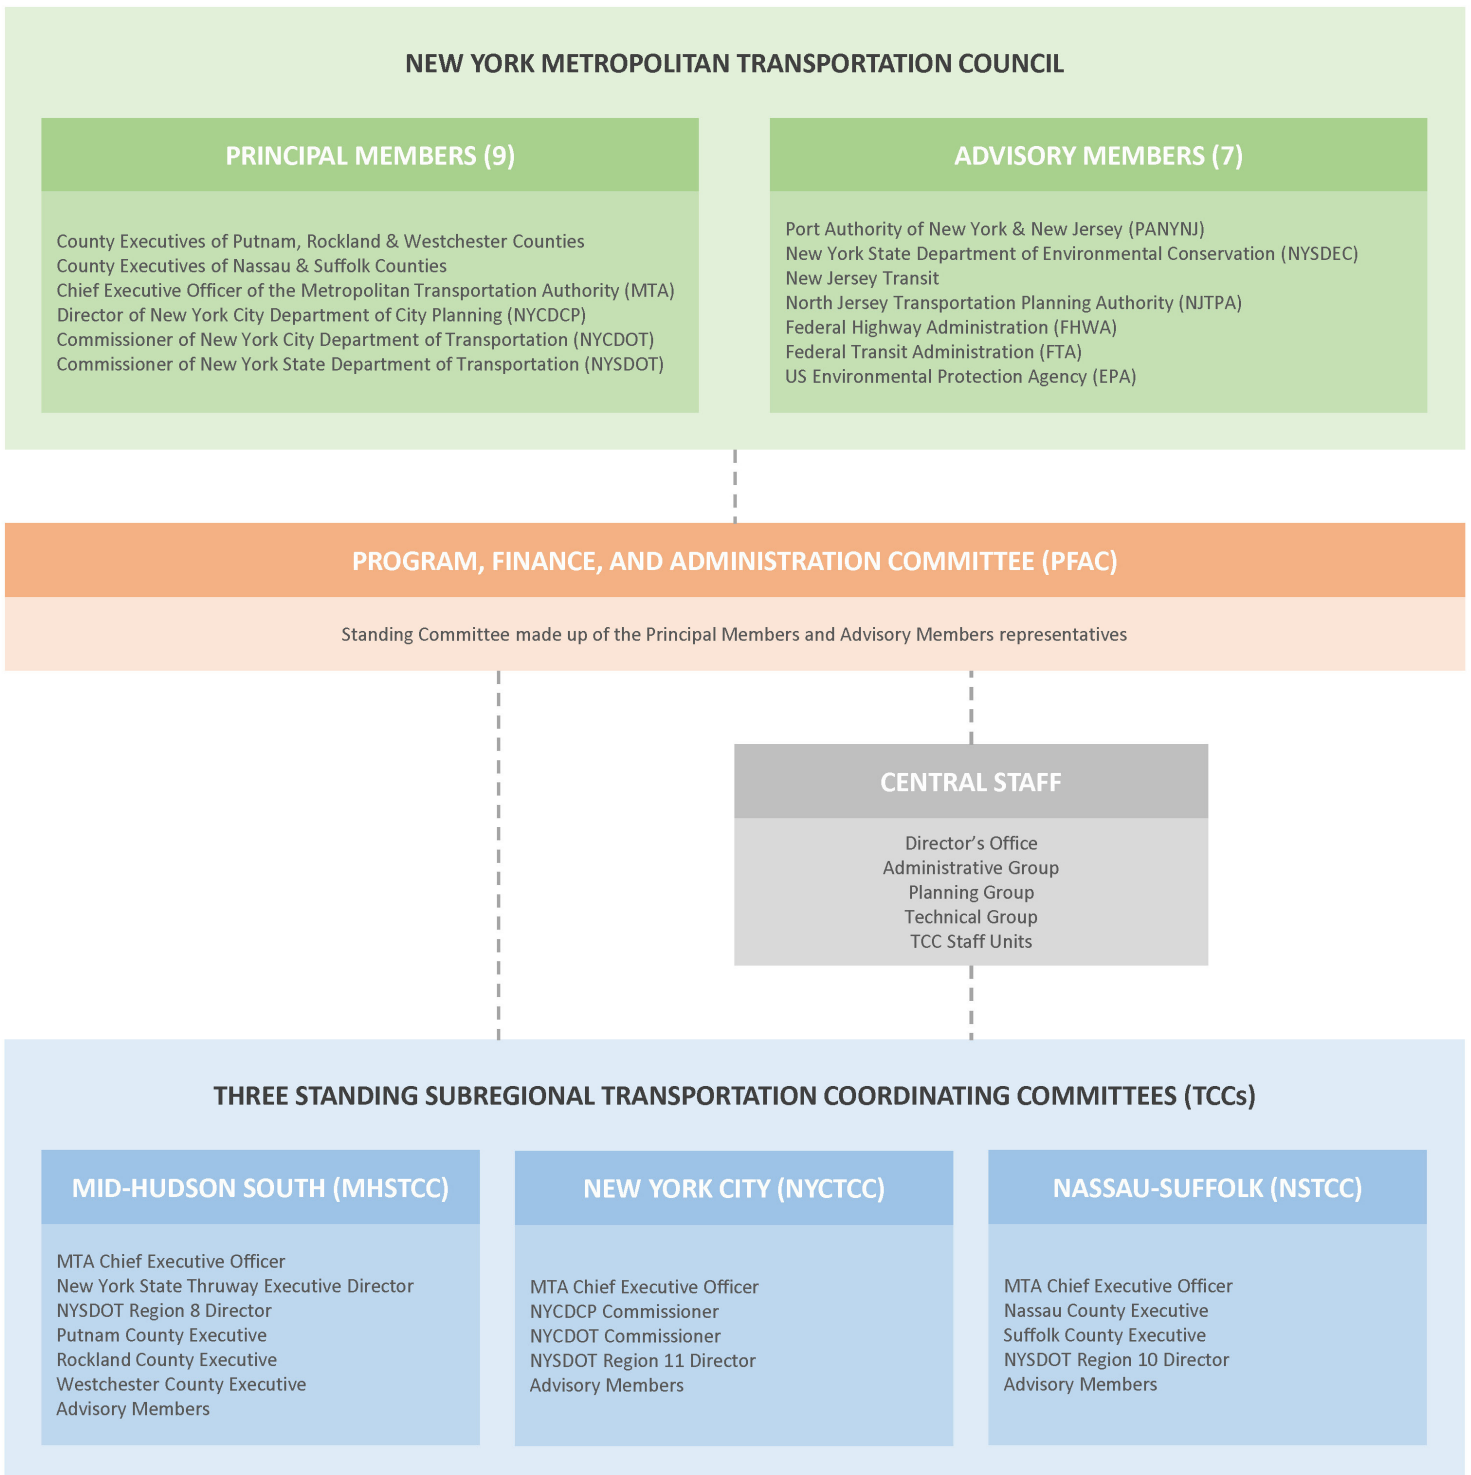 NEW YORK METROPOLITAN TRANSPORTATION COUNCIL
PRINCIPAL MEMBERS (9)
County Executives of Putnam, Rockland & Westchester Counties
County Executives of Nassau & Suffolk Counties
Chief Executive Officer of the Metropolitan Transportation Authority (MTA)
Director of New York City Department of City Planning (NYCDCP)
Commissioner of New York City Department of Transportation (NYCDOT)
Commissioner of New York State Department of Transportation (NYSDOT)
ADVISORY MEMBERS (7)
Port Authority of New York & New Jersey (PANYNJ)
New York State Department of Environmental Conservation (NYSDEC)
New Jersey Transit
North Jersey Transportation Planning Authority (NJTPA)
Federal Highway Administration (FHWA)
Federal Transit Administration (FTA)
US Environmental Protection Agency (EPA)
PROGRAM, FINANCE, AND ADMINISTRATION COMMITTEE (PFAC)
Standing Committee made up of the Principal Members and Advisory Members representatives
CENTRAL STAFF
Director’s Office
Administrative Group
Planning Group
Technical Group
TCC Staff Units
THREE STANDING SUBREGIONAL TRANSPORTATION COORDINATING COMMITTEES (TCCs)
MID-HUDSON SOUTH (MHSTCC)
MTA Chief Executive Officer
New York State Thruway Executive Director
NYSDOT Region 8 Director
Putnam County Executive
Rockland County Executive
Westchester County Executive
Advisory Members
NEW YORK CITY (NYCTCC)
MTA Chief Executive Officer
NYCDCP Commissioner
NYCDOT Commissioner
NYSDOT Region 11 Director
Advisory Members
NASSAU-SUFFOLK (NSTCC)
MTA Chief Executive Officer
Nassau County Executive
Suffolk County Executive
NYSDOT Region 10 Director
Advisory Members